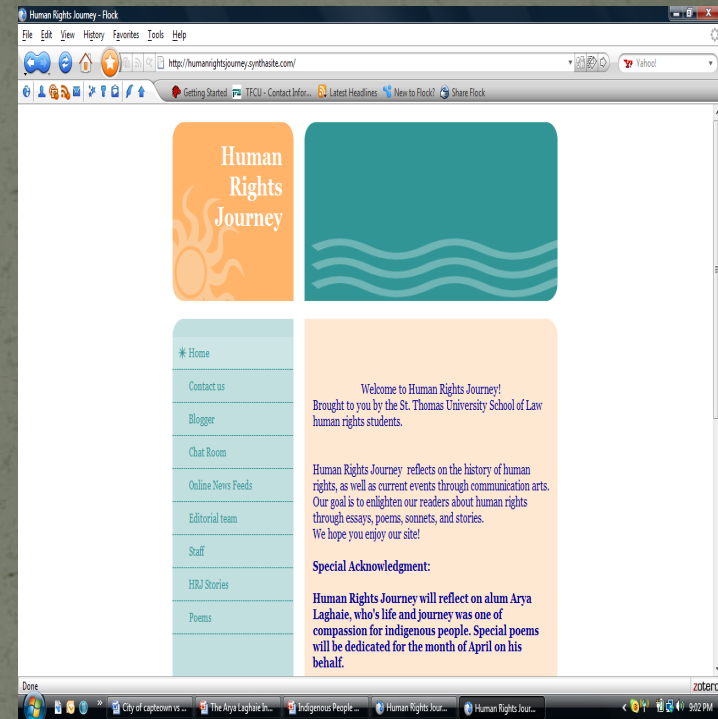 Human Rights Journey - Flock
File Edit View History Favorites Tools Help
http://humanrightsjourney.synthasite.com/
Yahoo!
Getting Started TFCU - Contact Infor... Latest Headlines New to Flock? Share Flock
Human
Rights
Journey
Home
Contact us
Blogger
Chat Room
Online News Feeds
Editorial team
Staff
HRJ Stories
Poems
Welcome to Human Rights Journey!
Brought to you by the St. Thomas University School of Law
human rights students.
Human Rights Journey reflects on the history of human
rights, as well as current events through communication arts.
Our goal is to enlighten our readers about human rights
through essays, poems, sonnets, and stories.
We hope you enjoy our site!
Special Acknowledgment:
Human Rights Journey will reflect on alum Arya
Laghaie, who's life and journey was one of
compassion for indigenous people. Special poems
will be dedicated for the month of April on his
behalf.
Done
zotero
City of capteown vs ... The Arya Laghaie In... Indigenous People ... Human Rights Jour... Human Rights Jour... 9:02 PM